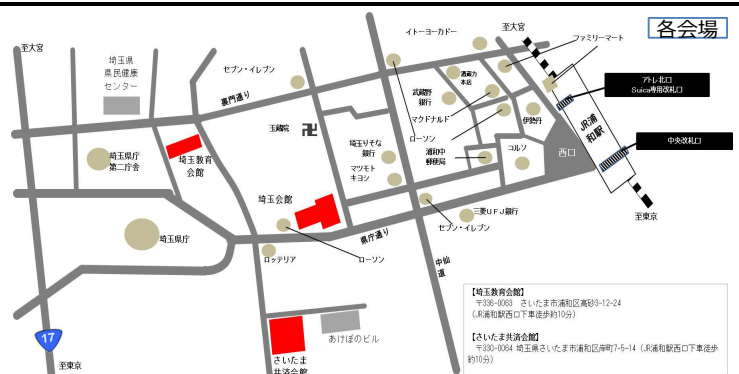 各会場
イトーヨーカドー
至大宮
ファミリーマート
至大宮
埼玉県
県民健康
センター
セブン・イレブン
酒蔵力
本店
アトレ北口
Suica専用改札口
裏門通り
武蔵野
銀行
マクドナルド
伊勢丹
JR浦和駅
玉蔵院
卍
ローソン
中央改札口
埼玉りそな
銀行
浦和中
郵便局
コルソ
西口
埼玉県庁
第二庁舎
埼玉教育
会館
マツモト
キヨシ
埼玉会館
三菱UFJ銀行
至東京
埼玉県庁
県庁通り
セブン・イレブン
ロッテリア
ローソン
中仙道
【埼玉教育会館】
〒336-0063 さいたま市浦和区高砂3-12-24
(JR浦和駅西口下車徒歩約10分)
17
あけぼのビル
【さいたま共済会館】
〒330-0064 埼玉県さいたま市浦和区岸町7-5-14（JR浦和駅西口下車徒歩
約10分）
至東京
さいたま
共済会館